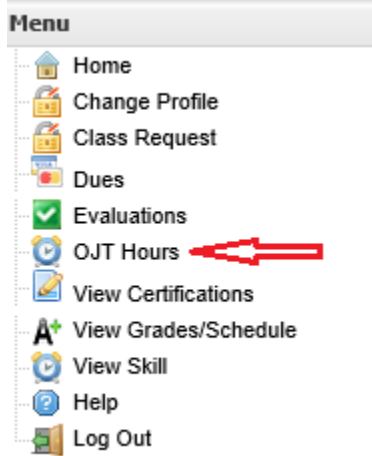 Menu
Home
Change Profile
Class Request
Dues
Evaluations
OJT Hours
View Certifications
A+ View Grades/Schedule
View Skill
? Help
Log Out